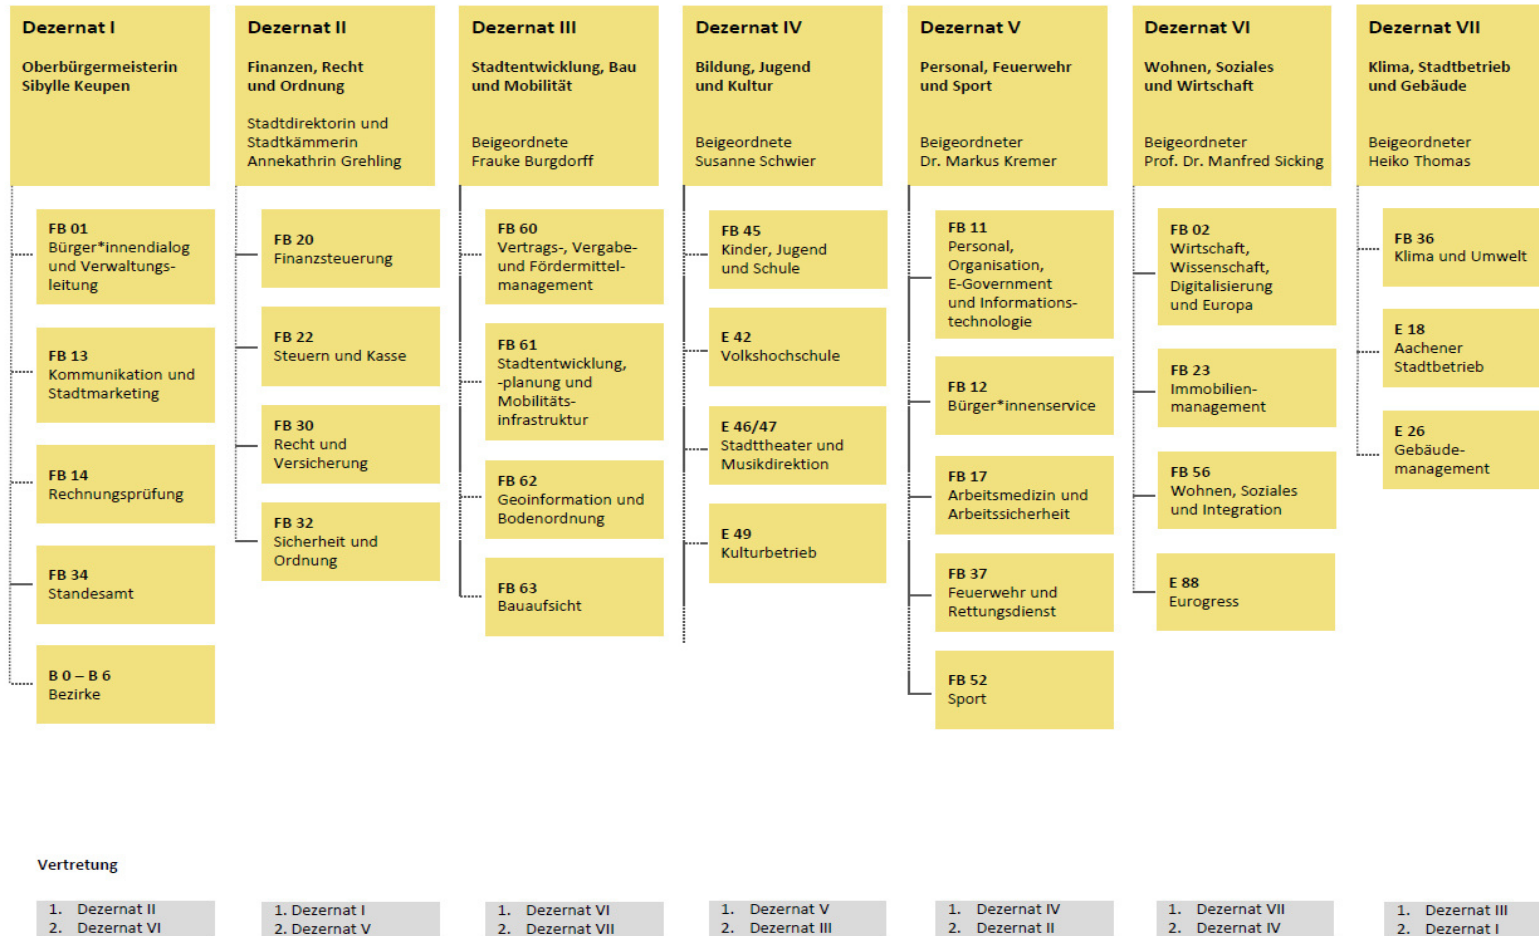 Dezernat I
Oberbürgermeisterin
Sibylle Keupen
FB 01
Bürger*innendialog
und Verwaltungs-
leitung
FB 13
Kommunikation und
Stadtmarketing
FB 14
Rechnungsprüfung
FB 34
Standesamt
B 0 – B 6
Bezirke
Dezernat II
Finanzen, Recht
und Ordnung
Stadtdirektorin und
Stadtkämmerin
Annekathrin Grehling
FB 20
Finanzsteuerung
FB 22
Steuern und Kasse
FB 30
Recht und
Versicherung
FB 32
Sicherheit und
Ordnung
Dezernat III
Stadtentwicklung, Bau
und Mobilität
Beigeordnete
Frauke Burgdorff
FB 60
Vertrags-, Vergabe-
und Fördermittel-
management
FB 61
Stadtentwicklung,
-planung und
Mobilitäts-
infrastruktur
FB 62
Geoinformation und
Bodenordnung
FB 63
Bauaufsicht
Dezernat IV
Bildung, Jugend
und Kultur
Beigeordnete
Susanne Schwier
FB 45
Kinder, Jugend
und Schule
E 42
Volkshochschule
E 46/47
Stadttheater und
Musikdirektion
E 49
Kulturbetrieb
Dezernat V
Personal, Feuerwehr
und Sport
Beigeordneter
Dr. Markus Kremer
FB 11
Personal,
Organisation,
E-Government
und Informations-
technologie
FB 12
Bürger*innenservice
FB 17
Arbeitsmedizin und
Arbeitssicherheit
FB 37
Feuerwehr und
Rettungsdienst
FB 52
Sport
Dezernat VI
Wohnen, Soziales
und Wirtschaft
Beigeordneter
Prof. Dr. Manfred Sicking
FB 02
Wirtschaft,
Wissenschaft,
Digitalisierung
und Europa
FB 23
Immobilien-
management
FB 56
Wohnen, Soziales
und Integration
E 88
Eurogress
Dezernat VII
Klima, Stadtbetrieb
und Gebäude
Beigeordneter
Heiko Thomas
FB 36
Klima und Umwelt
E 18
Aachener
Stadtbetrieb
E 26
Gebäude-
management
Vertretung
1. Dezernat II
2. Dezernat VI
1. Dezernat I
2. Dezernat V
1. Dezernat VI
2. Dezernat VII
1. Dezernat V
2. Dezernat III
1. Dezernat IV
2. Dezernat II
1. Dezernat VII
2. Dezernat IV
1. Dezernat III
2. Dezernat I